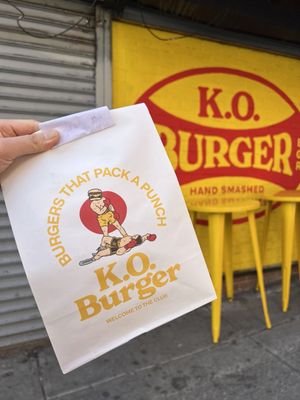 K.O.
BURGER
HAND SMASHED
BURGERS THAT PACK A PUNCH
K.O.
Burger
WELCOME TO THE CLUB